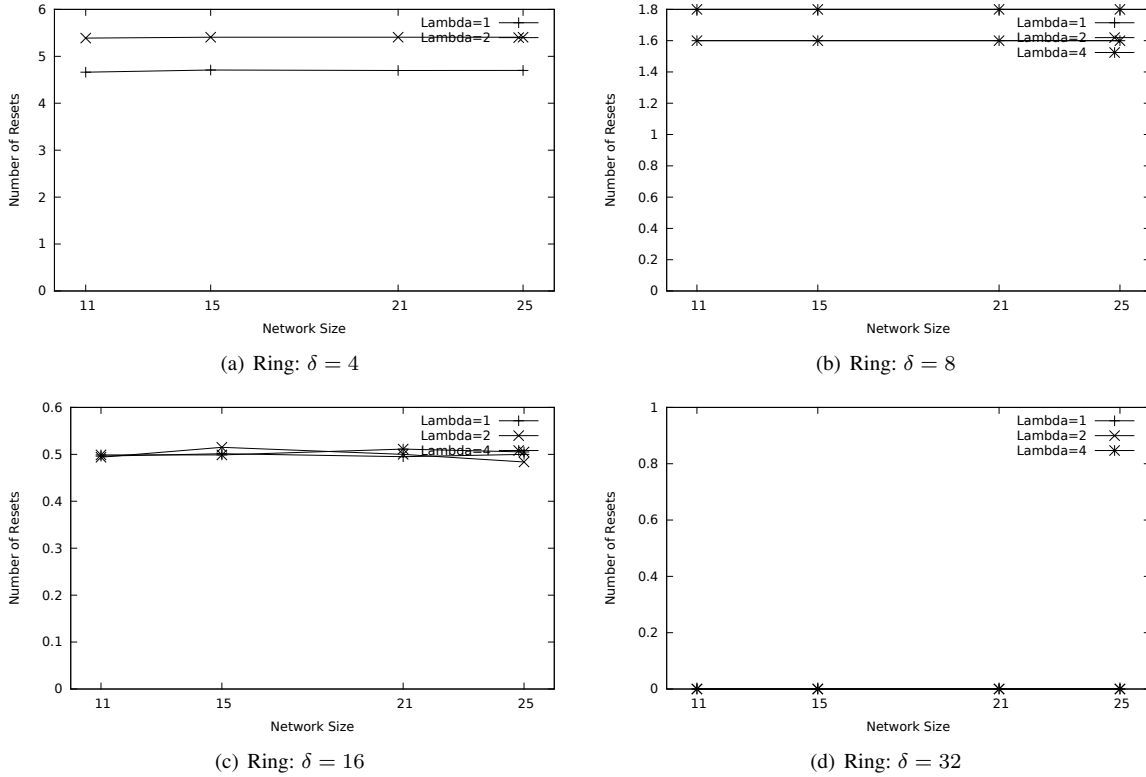 6
5
4
3
2
1
0
Number of Resets
11 15 21 25
Network Size
Lambda=1
Lambda=2
(a) Ring: δ = 4
1.8
1.6
1.4
1.2
1
0.8
0.6
0.4
0.2
0
Number of Resets
11 15 21 25
Network Size
Lambda=1
Lambda=2
Lambda=4
(b) Ring: δ = 8
0.6
0.5
0.4
0.3
0.2
0.1
0
Number of Resets
11 15 21 25
Network Size
Lambda=1
Lambda=2
Lambda=4
(c) Ring: δ = 16
1
0.8
0.6
0.4
0.2
0
Number of Resets
11 15 21 25
Network Size
Lambda=1
Lambda=2
Lambda=4
(d) Ring: δ = 32